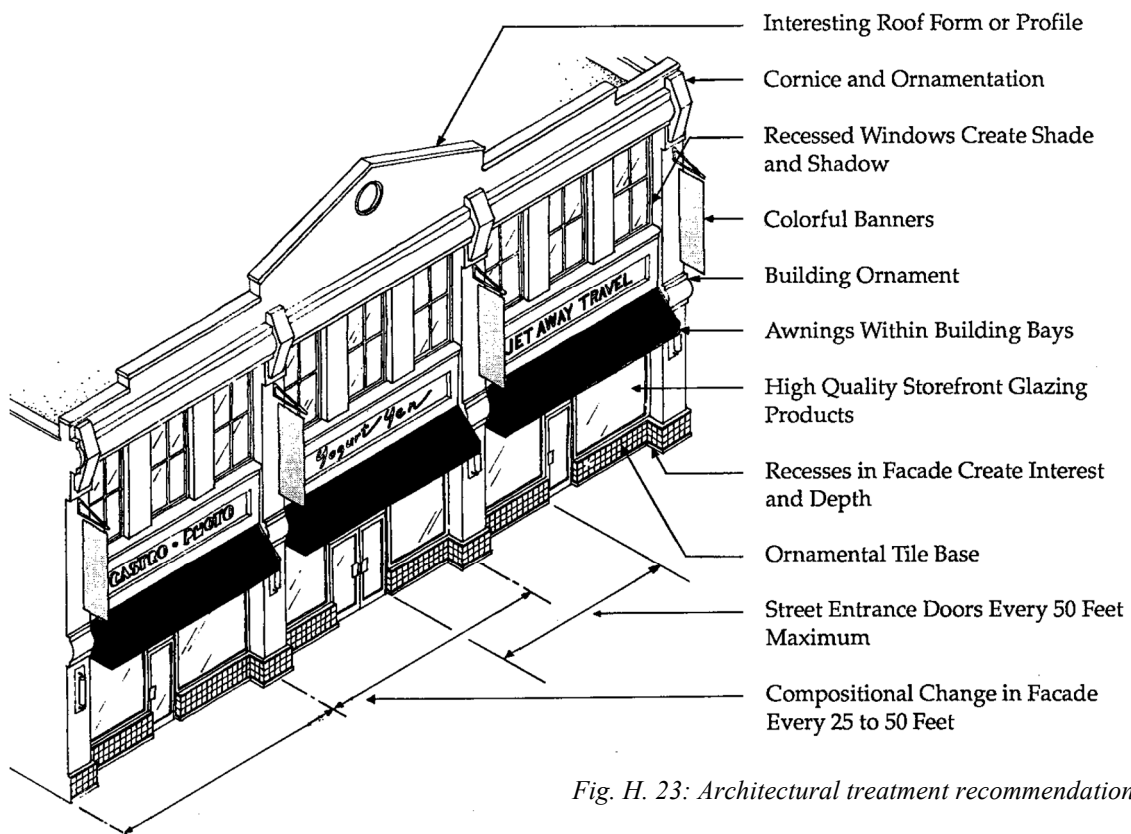 Interesting Roof Form or Profile
Cornice and Ornamentation
Recessed Windows Create Shade
and Shadow
Colorful Banners
Building Ornament
Awnings Within Building Bays
High Quality Storefront Glazing
Products
Recesses in Facade Create Interest
and Depth
Ornamental Tile Base
Street Entrance Doors Every 50 Feet
Maximum
Compositional Change in Facade
Every 25 to 50 Feet
JET AWAY TRAVEL
Yogurt Yen
CASTRO • PHOTO
Fig. H. 23: Architectural treatment recommendation